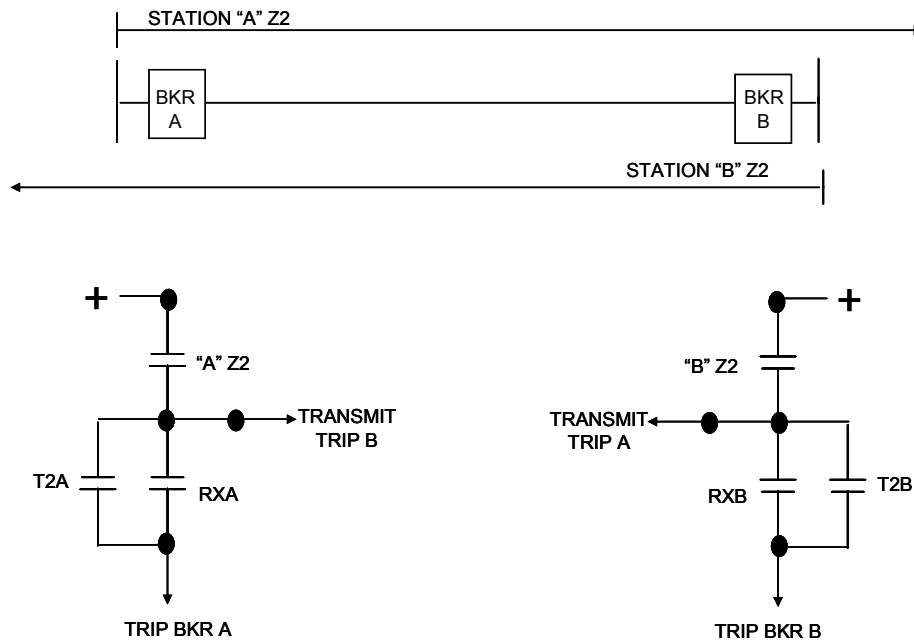 STATION “A” Z2
BKR
A
BKR
B
STATION “B” Z2
+
+
“A” Z2
“B” Z2
TRANSMIT
TRIP B
TRANSMIT
TRIP A
T2A
RXA
RXB
T2B
TRIP BKR A
TRIP BKR B